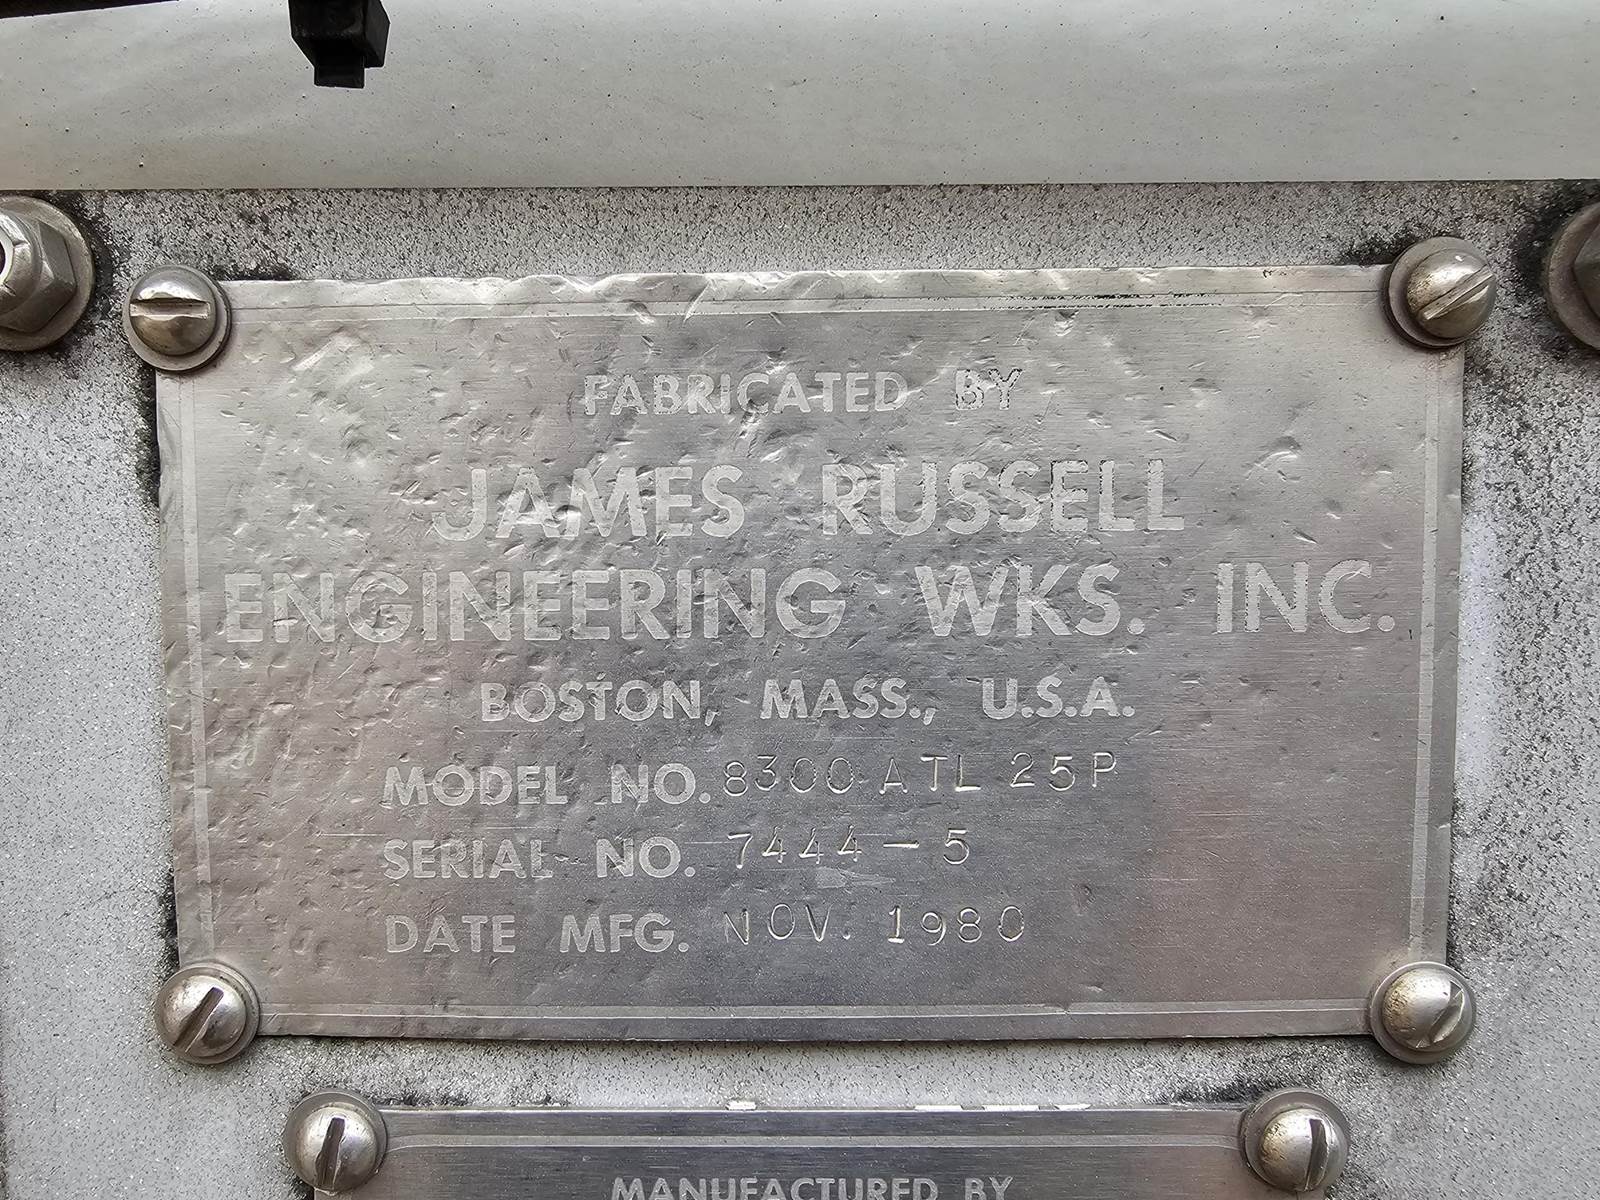 FABRICATED BY
JAMES RUSSELL
ENGINEERING WKS. INC.
BOSTON, MASS., U.S.A.
MODEL NO. 8300 ATL 25P
SERIAL NO. 7444-5
DATE MFG. NOV. 1980
MANUFACTURED BY